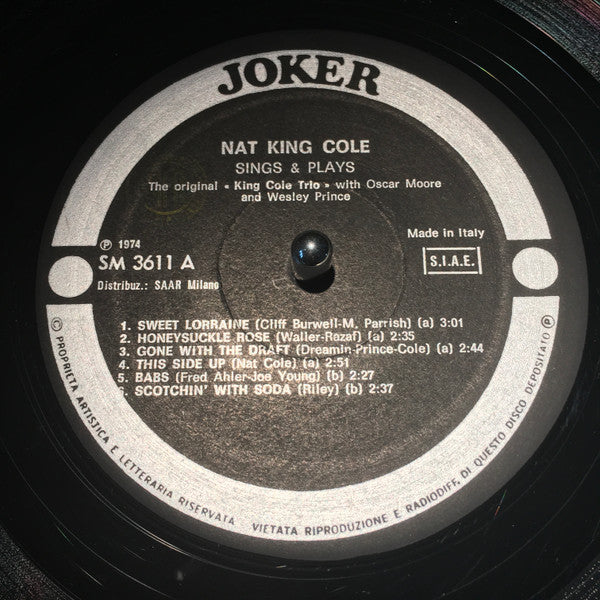 JOKER
NAT KING COLE
SINGS & PLAYS
The original « King Cole Trio » with Oscar Moore
and Wesley Prince
℗ 1974
SM 3611 A
Distribuz.: SAAR Milano
Made in Italy
S.I.A.E.
1. SWEET LORRAINE (Cliff Burwell-M. Parrish) (a) 3:01
2. HONEYSUCKLE ROSE (Waller-Razaf) (a) 2:35
3. GONE WITH THE DRAFT (Dreamin-Prince-Cole) (a) 2:44
4. THIS SIDE UP (Nat Cole) (a) 2:51
5. BABS (Fred Ahler-Joe Young) (b) 2:37
6. SCOTCHIN' WITH SODA (Riley) (b) 2:27
© PROPRIETA ARTISTICA E LETTERARIA RISERVATA VIETATA RIPRODUZIONE E RADIODIFF. DI QUESTO DISCO DEPOSITATO ℗